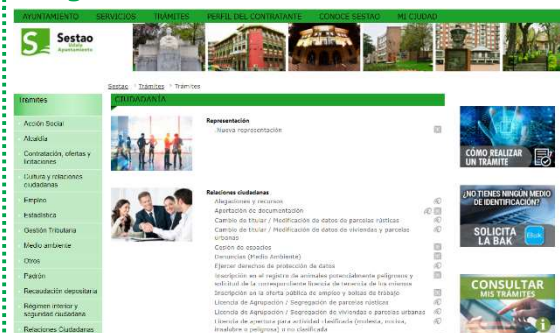 AYUNTAMIENTO SERVICIOS TRÁMITES PERFIL DEL CONTRATANTE CONOCE SESTAO MI CIUDAD
Sestao
Udala
Ayuntamiento
Sestao Trámites Trámites
Trámites
Acción Social
Alcaldía
Contratación, ofertas y
licitaciones
Cultura y relaciones
ciudadanas
Empleo
Estadística
Gestión Tributaria
Medio ambiente
Otros
Padrón
Recaudación depositaria
Régimen interior y
seguridad ciudadana
Relaciones Ciudadanas
CIUDADANÍA
Representación
Nueva representación
Relaciones ciudadanas
Alegaciones y recursos
Aportación de documentación
Cambio de titular / Modificación de datos de parcelas rústicas
Cambio de titular / Modificación de datos de viviendas y parcelas
urbanas
Cesión de espacios
Denuncias (Medio Ambiente)
Ejercer derechos de protección de datos
Inscripción en el registro de animales potencialmente peligrosos y
solicitud de la correspondiente licencia de tenencia de los mismos
Inscripción en la oferta pública de empleo y bolsas de trabajo
Licencia de Agrupación / Segregación de parcelas rústicas
Licencia de Agrupación / Segregación de viviendas o parcelas urbanas
Licencia de apertura para actividad clasificada (molesta, nociva,
insalubre o peligrosa) o no clasificada
CÓMO REALIZAR
UN TRÁMITE
¿NO TIENES NINGÚN MEDIO
DE IDENTIFICACIÓN?
SOLICITA
LA BAK
CONSULTAR
MIS TRÁMITES